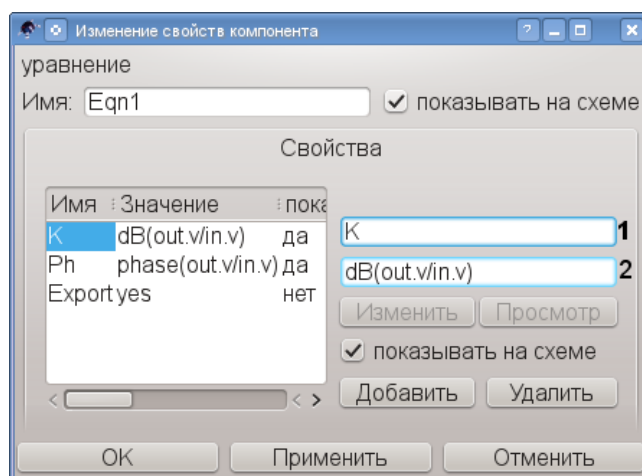 Изменение свойств компонента
уравнение
Имя: Eqn1 показывать на схеме
Свойства
Имя Значение пока
K dB(out.v/in.v) да
Ph phase(out.v/in.v) да
Export yes нет
K 1
dB(out.v/in.v) 2
Изменить Просмотр
показывать на схеме
Добавить Удалить
OK Применить Отменить